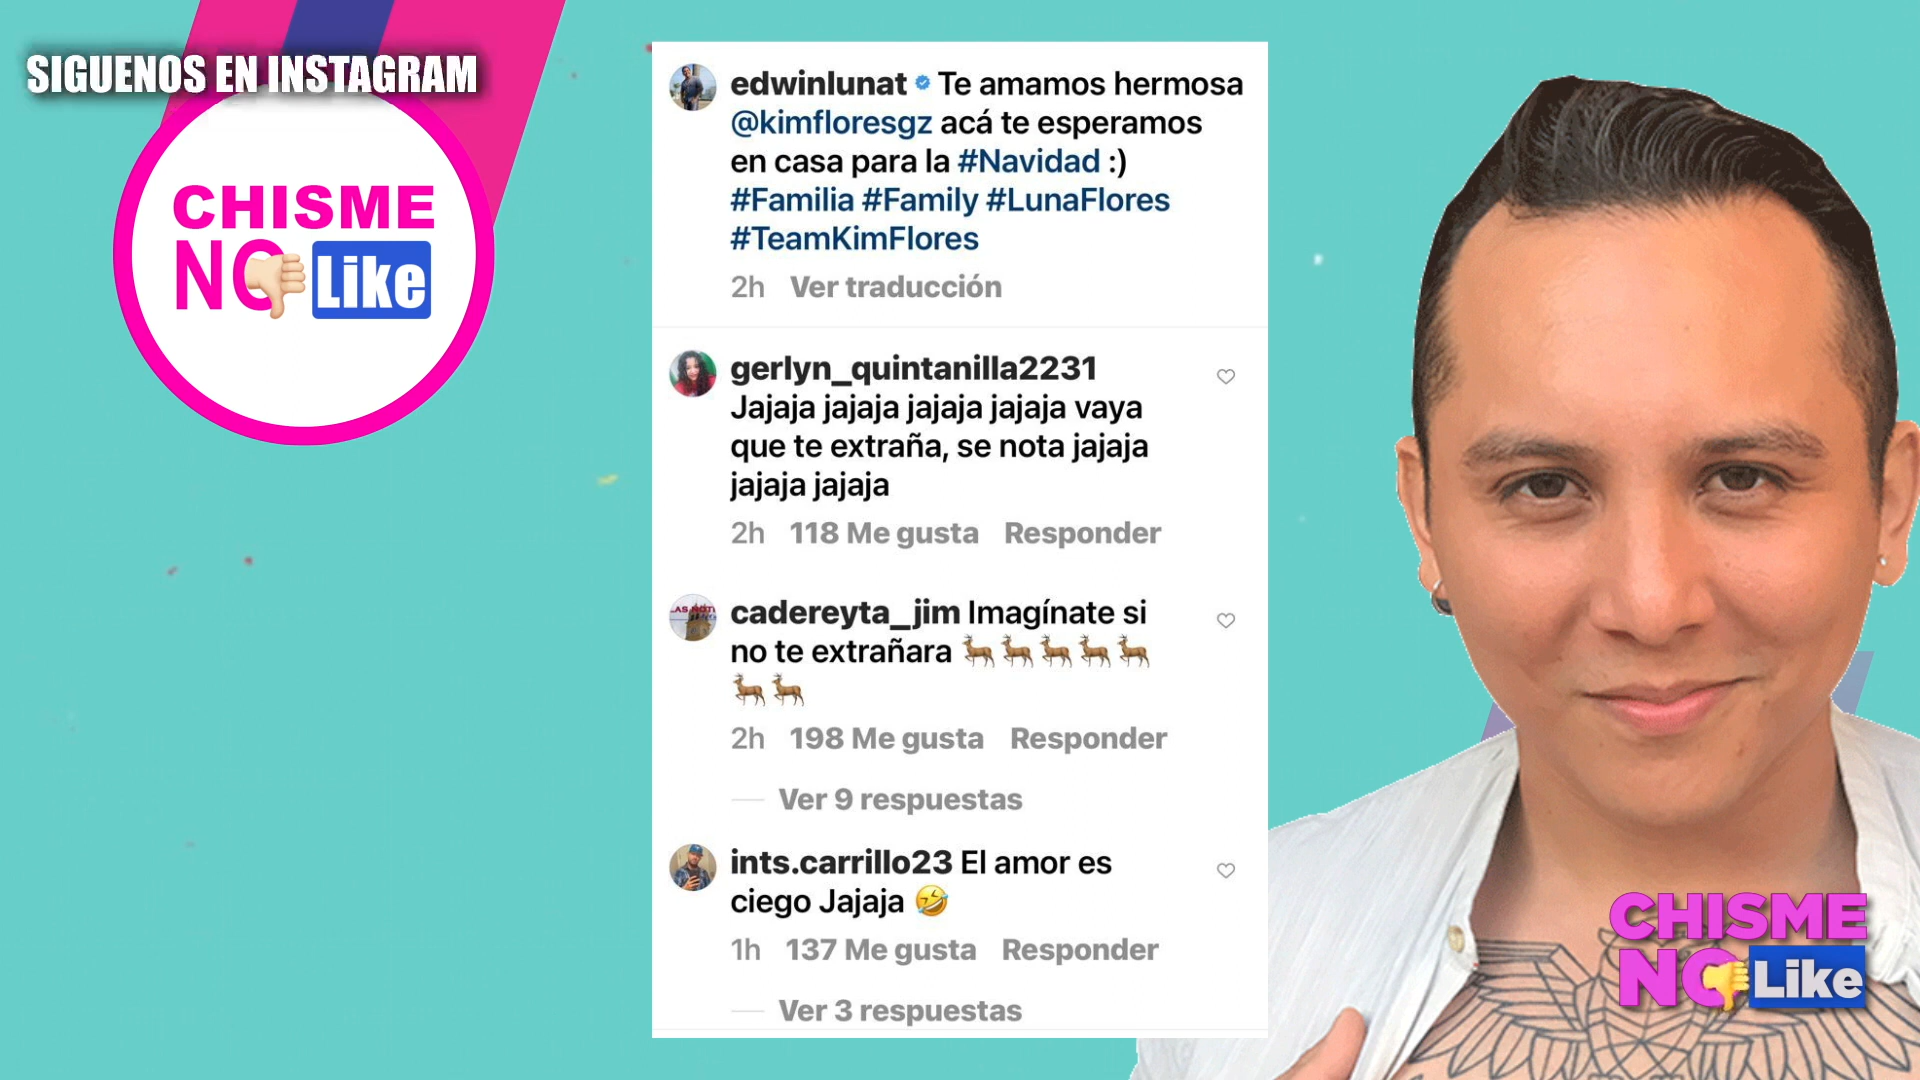 SIGUENOS EN INSTAGRAM
CHISME
NO Like
edwinlunat Te amamos hermosa
@kimfloresgz acá te esperamos
en casa para la #Navidad :)
#Familia #Family #LunaFlores
#TeamKimFlores
2h Ver traducción
gerlyn_quintanilla2231
Jajaja jajaja jajaja jajaja vaya
que te extraña, se nota jajaja
jajaja jajaja
2h 118 Me gusta Responder
cadereyta_jim Imagínate si
no te extrañara 🦌🦌🦌🦌🦌
🦌🦌
2h 198 Me gusta Responder
Ver 9 respuestas
ints.carrillo23 El amor es
ciego Jajaja 🤣
1h 137 Me gusta Responder
Ver 3 respuestas
CHISME
NO Like